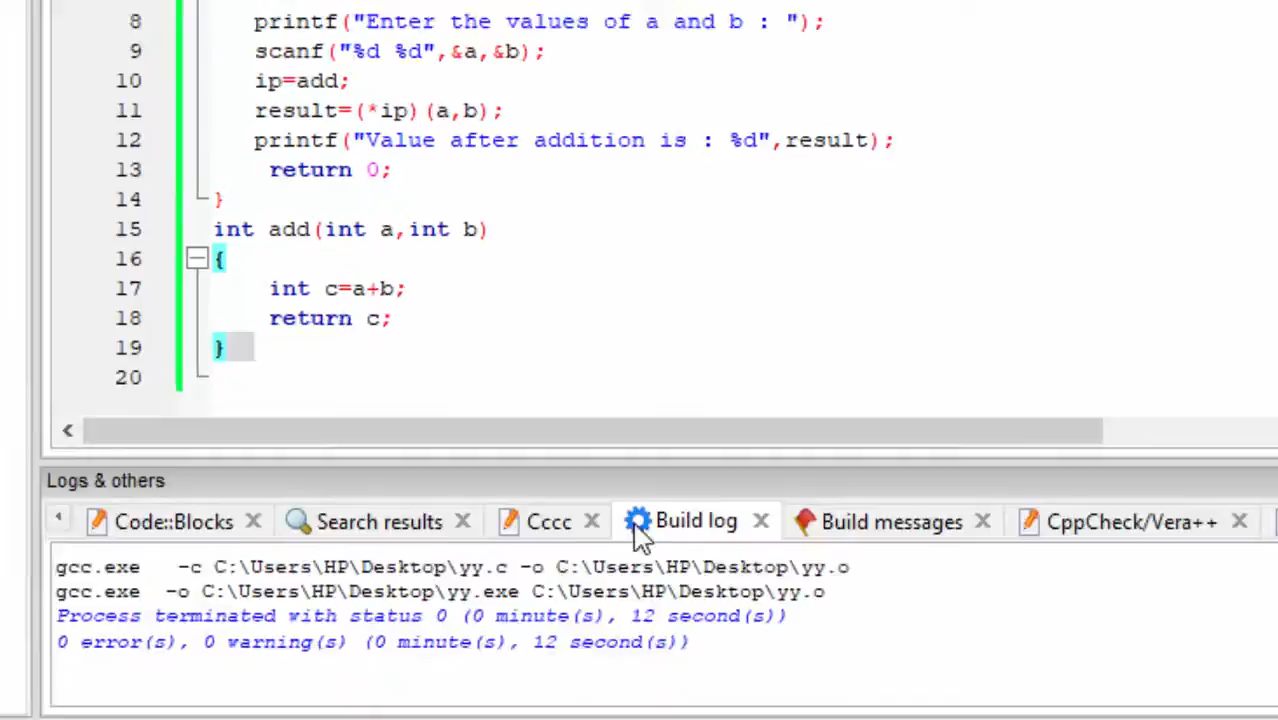 8 printf("Enter the values of a and b : ");
9 scanf("%d %d",&a,&b);
10 ip=add;
11 result=(*ip)(a,b);
12 printf("Value after addition is : %d",result);
13 return 0;
14 }
15 int add(int a,int b)
16 {
17 int c=a+b;
18 return c;
19 }
20
Logs & others
Code::Blocks Search results Cccc Build log Build messages CppCheck/Vera++
gcc.exe -c C:\Users\HP\Desktop\yy.c -o C:\Users\HP\Desktop\yy.o
gcc.exe -o C:\Users\HP\Desktop\yy.exe C:\Users\HP\Desktop\yy.o
Process terminated with status 0 (0 minute(s), 12 second(s))
0 error(s), 0 warning(s) (0 minute(s), 12 second(s))